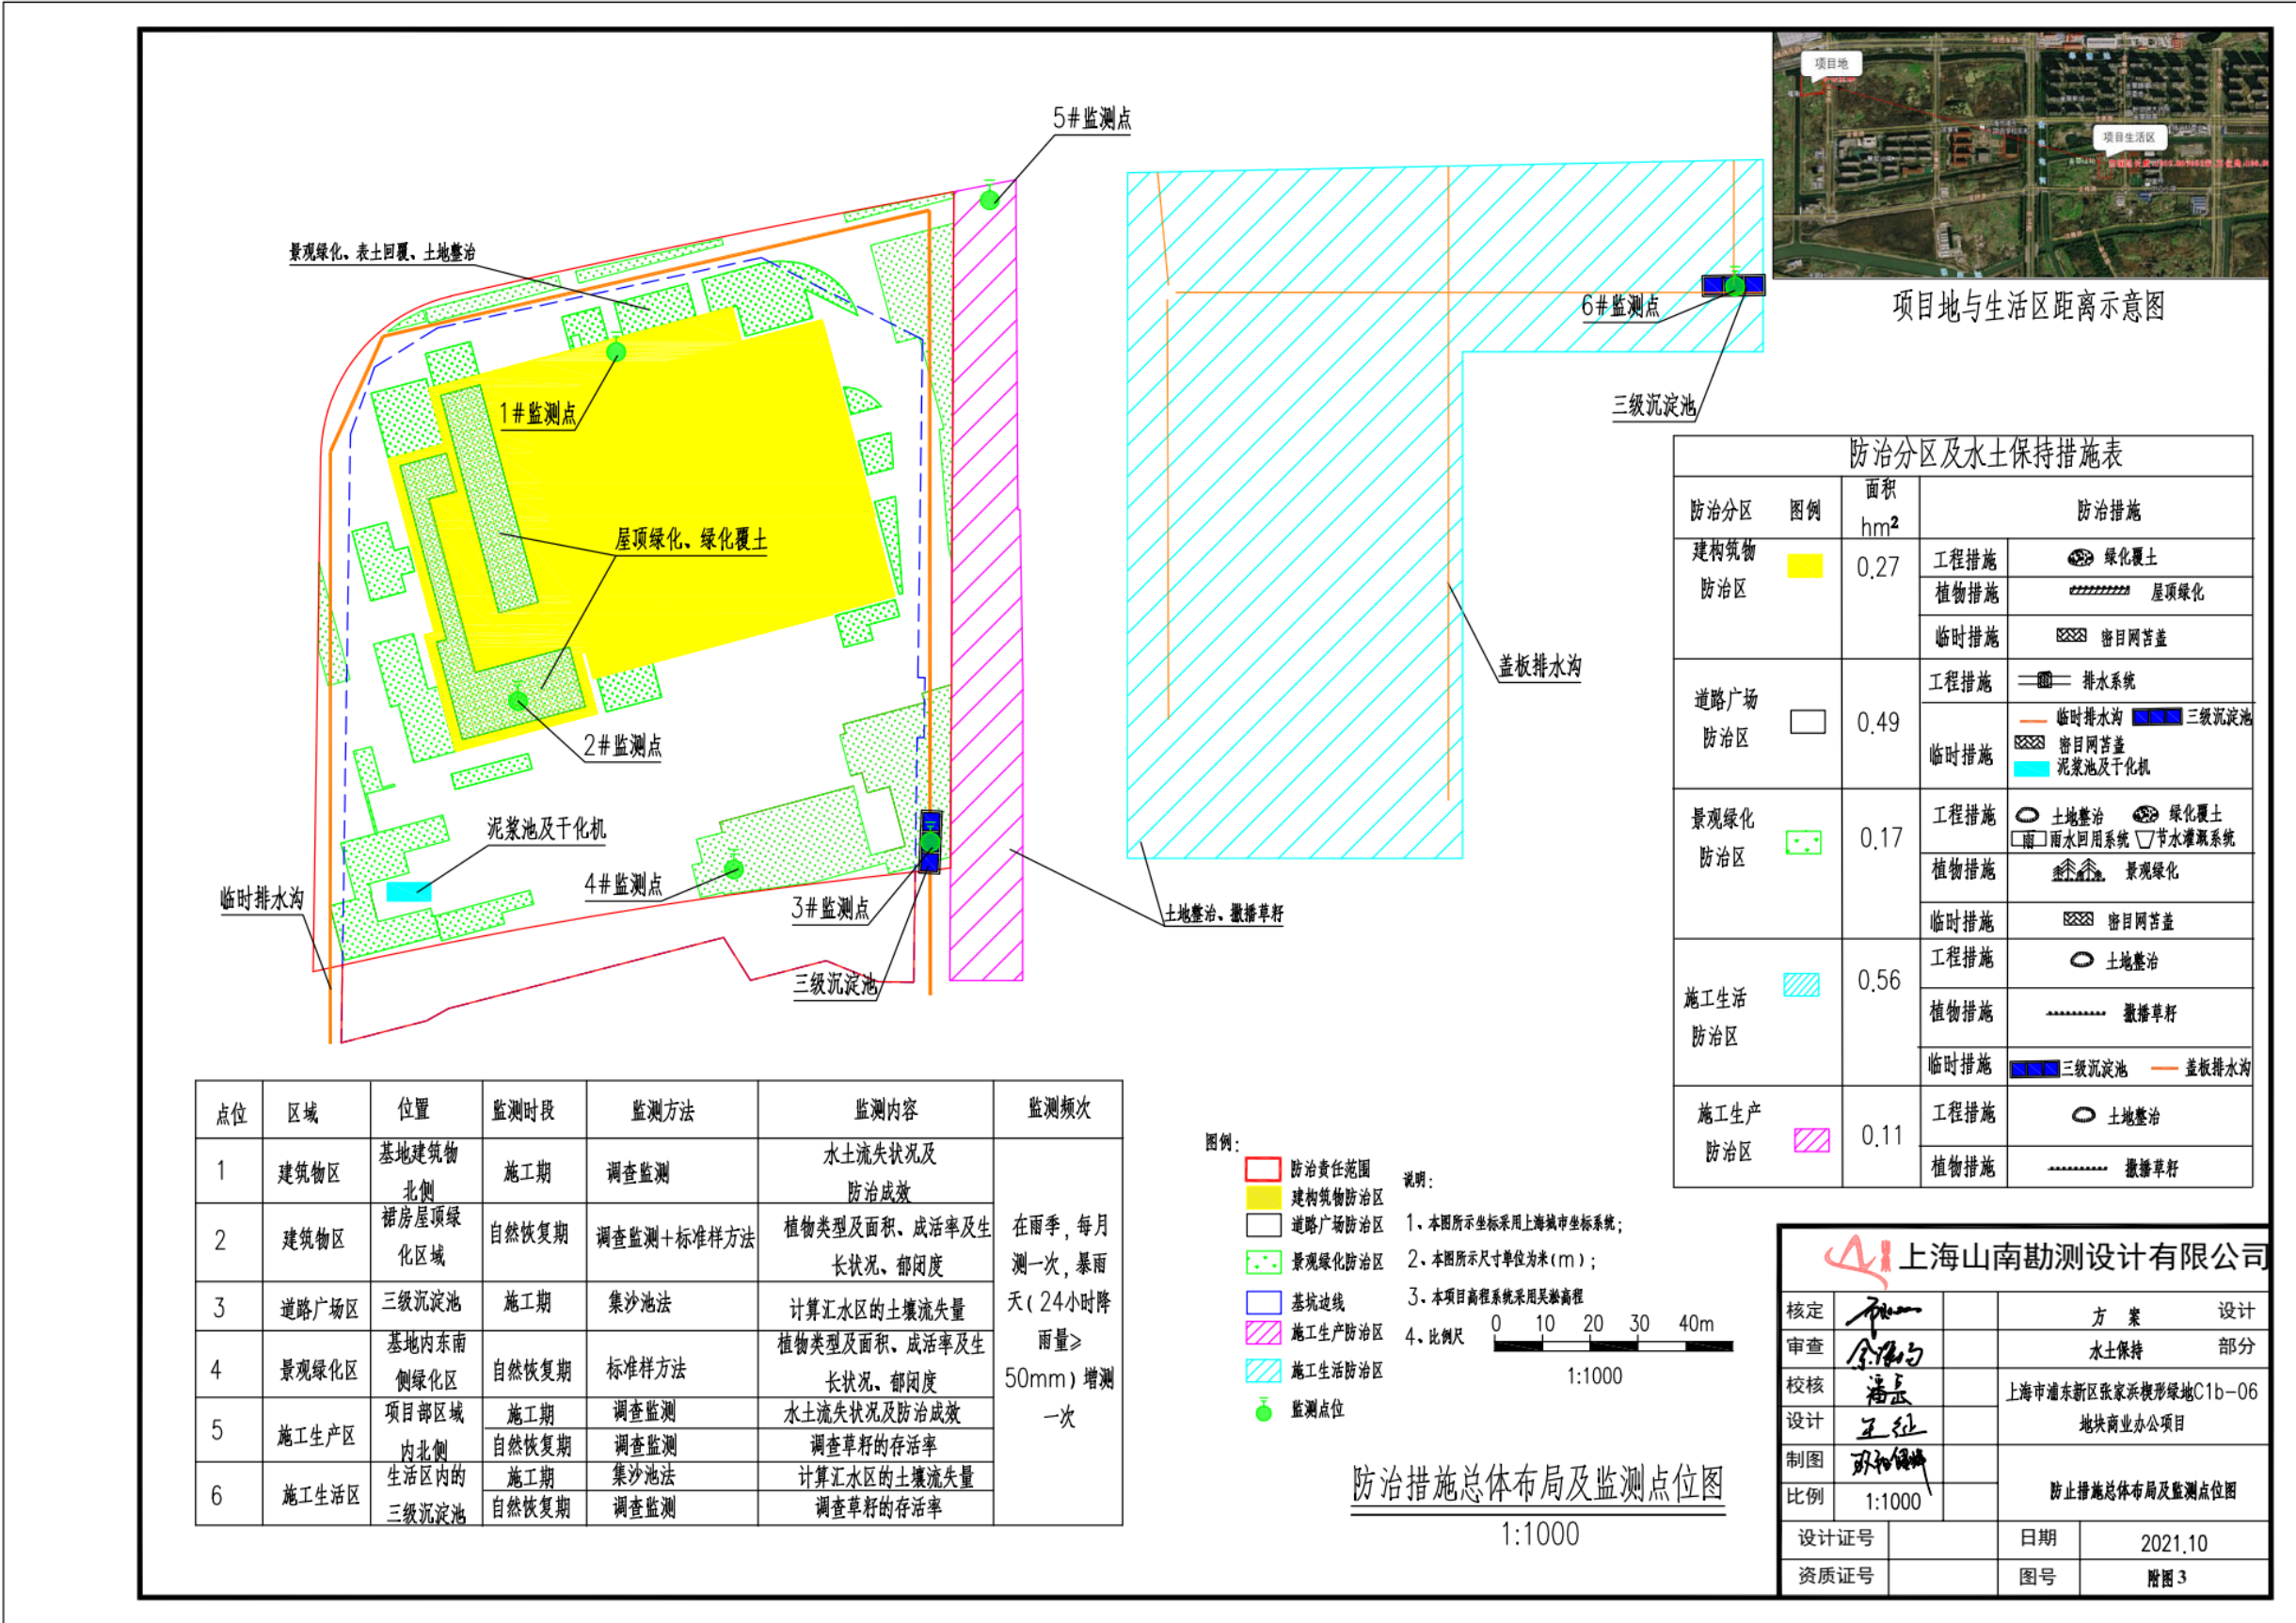 项目地
项目生活区
项目地与生活区距离示意图
5#监测点
景观绿化、表土回覆、土地整治
6#监测点
三级沉淀池
1#监测点
屋顶绿化、绿化覆土
盖板排水沟
2#监测点
泥浆池及干化机
临时排水沟
4#监测点
3#监测点
三级沉淀池
土地整治、撒播草籽
防治分区及水土保持措施表
防治分区 图例 面积 hm² 防治措施
建构筑物
防治区
0.27
工程措施 绿化覆土
植物措施 屋顶绿化
临时措施 密目网苫盖
道路广场
防治区
0.49
工程措施 排水系统
临时措施
临时排水沟 三级沉淀池
密目网苫盖
泥浆池及干化机
景观绿化
防治区
0.17
工程措施
土地整治 绿化覆土
雨 雨水回用系统 节水灌溉系统
植物措施 景观绿化
临时措施 密目网苫盖
施工生活
防治区
0.56
工程措施 土地整治
植物措施 撒播草籽
临时措施 三级沉淀池 盖板排水沟
施工生产
防治区
0.11
工程措施 土地整治
植物措施 撒播草籽
点位 区域 位置 监测时段 监测方法 监测内容 监测频次
1 建筑物区
基地建筑物
北侧
施工期 调查监测
水土流失状况及
防治成效
2 建筑物区
裙房屋顶绿
化区域
自然恢复期 调查监测+标准样方法
植物类型及面积、成活率及生
长状况、郁闭度
3 道路广场区 三级沉淀池 施工期 集沙池法 计算汇水区的土壤流失量
4 景观绿化区
基地内东南
侧绿化区
自然恢复期 标准样方法
植物类型及面积、成活率及生
长状况、郁闭度
5 施工生产区
项目部区域
内北侧
施工期 调查监测 水土流失状况及防治成效
自然恢复期 调查监测 调查草籽的存活率
6 施工生活区
生活区内的
三级沉淀池
施工期 集沙池法 计算汇水区的土壤流失量
自然恢复期 调查监测 调查草籽的存活率
在雨季，每月
测一次，暴雨
天（24小时降
雨量≥
50mm）增测
一次
图例：
防治责任范围
建构筑物防治区
道路广场防治区
景观绿化防治区
基坑边线
施工生产防治区
施工生活防治区
监测点位
说明：
1、本图所示坐标采用上海城市坐标系统；
2、本图所示尺寸单位为米(m)；
3、本项目高程系统采用吴淞高程
4、比例尺
0 10 20 30 40m
1:1000
防治措施总体布局及监测点位图
1:1000
上海山南勘测设计有限公司
核定
方 案 设计
审查
水土保持 部分
校核 潘岳
上海市浦东新区张家浜楔形绿地C1b-06
地块商业办公项目
设计
制图
防止措施总体布局及监测点位图
比例 1:1000
设计证号 日期 2021.10
资质证号 图号 附图3